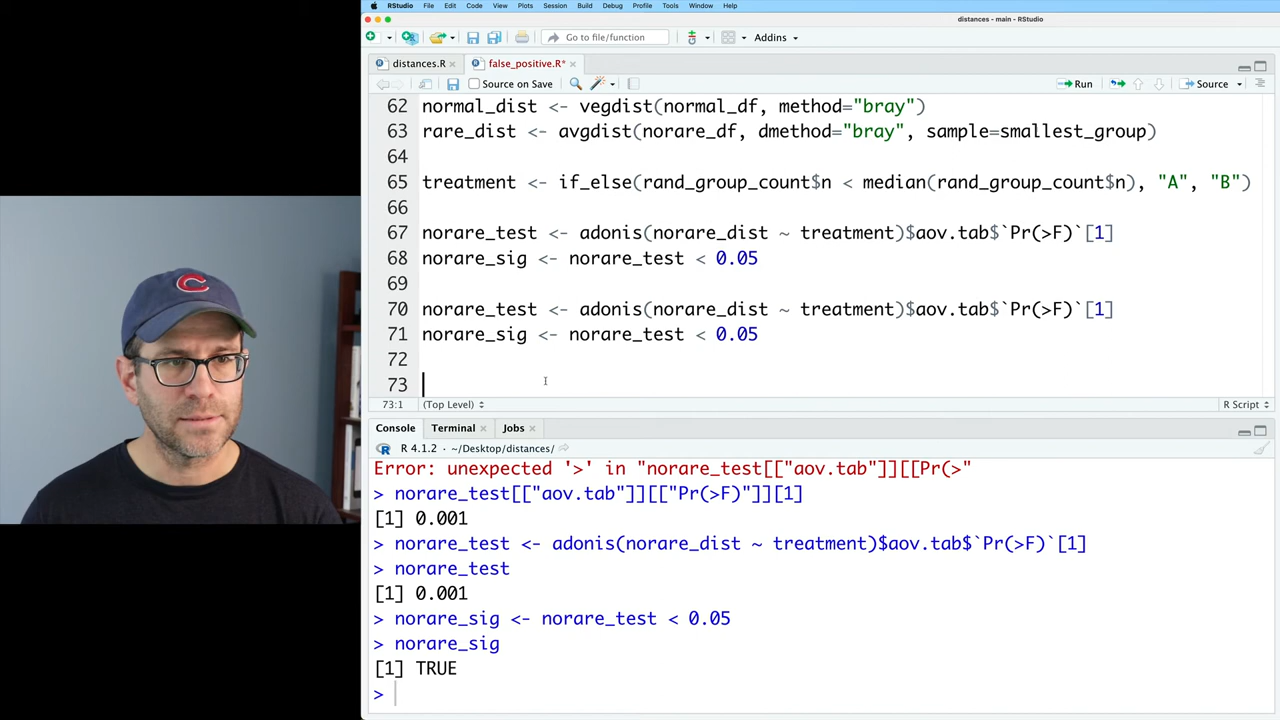 RStudio File Edit Code View Plots Session Build Debug Profile Tools Window Help
distances - main - RStudio
Go to file/function Addins
distances.R false_positive.R*
Source on Save Run Source
62 normal_dist <- vegdist(normal_df, method="bray")
63 rare_dist <- avgdist(norare_df, dmethod="bray", sample=smallest_group)
64
65 treatment <- if_else(rand_group_count$n < median(rand_group_count$n), "A", "B")
66
67 norare_test <- adonis(norare_dist ~ treatment)$aov.tab$`Pr(>F)`[1]
68 norare_sig <- norare_test < 0.05
69
70 norare_test <- adonis(norare_dist ~ treatment)$aov.tab$`Pr(>F)`[1]
71 norare_sig <- norare_test < 0.05
72
73
73:1 (Top Level) R Script
Console Terminal Jobs
R 4.1.2 · ~/Desktop/distances/
Error: unexpected '>' in "norare_test[["aov.tab"]][[Pr(>"
> norare_test[["aov.tab"]][["Pr(>F)"]][1]
[1] 0.001
> norare_test <- adonis(norare_dist ~ treatment)$aov.tab$`Pr(>F)`[1]
> norare_test
[1] 0.001
> norare_sig <- norare_test < 0.05
> norare_sig
[1] TRUE
>